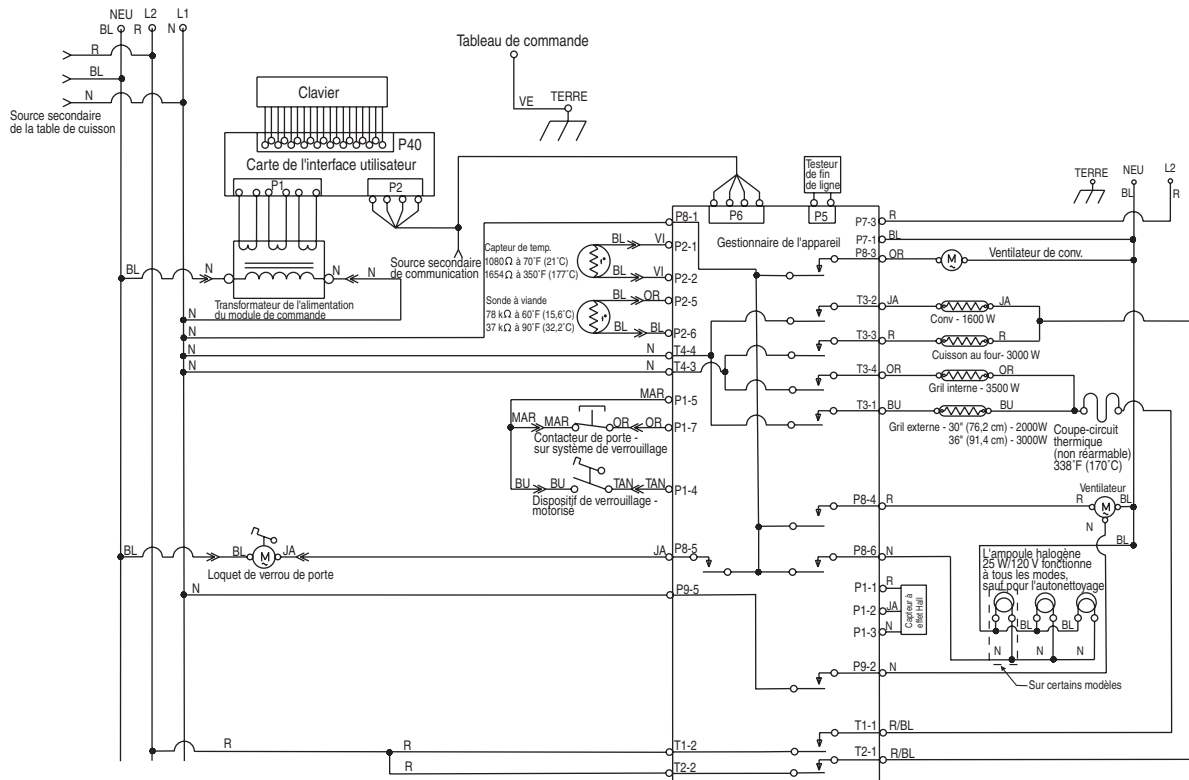 NEU L2 L1
BL R N
R
BL
N
Source secondaire
de la table de cuisson
Clavier
P40
Carte de l'interface utilisateur
P1
P2
Tableau de commande
VE
TERRE
BL N N N
Transformateur de l'alimentation
du module de commande
Source secondaire
de communication
P6
Testeur
de fin
de ligne
P5
Gestionnaire de l'appareil
TERRE
NEU
BL
L2
R
P8-1
P7-3 R
P7-1 BL
P8-3 OR
Ventilateur de conv.
M
Capteur de temp.
1080Ω à 70˚F (21˚C)
1654Ω à 350˚F (177˚C)
BL VI P2-1
BL VI P2-2
Sonde à viande
78 kΩ à 60˚F (15,6˚C)
37 kΩ à 90˚F (32,2˚C)
BL OR P2-5
BL BL P2-6
N
N
N N T4-4
N N T4-3
T3-2 JA JA
Conv - 1600 W
T3-3 R R
Cuisson au four- 3000 W
T3-4 OR OR
Gril interne - 3500 W
T3-1 BU BU
Gril externe - 30" (76,2 cm) - 2000W
36" (91,4 cm) - 3000W
Coupe-circuit
thermique
(non réarmable)
338˚F (170˚C)
MAR P1-5
MAR MAR OR OR P1-7
Contacteur de porte -
sur système de verrouillage
BU BU TAN TAN P1-4
Dispositif de verrouillage -
motorisé
P8-4 R
Ventilateur
R M BL
N
BL
BL BL M JA JA P8-5
Loquet de verrou de porte
P8-6 N
L'ampoule halogène
25 W/120 V fonctionne
à tous les modes,
sauf pour l'autonettoyage
N P9-5
P1-1 R
P1-2 JA
P1-3 N
Capteur à
effet Hall
BL BL
N N N
P9-2 N
Sur certains modèles
T1-1 R/BL
R R T1-2
T2-1 R/BL
R T2-2